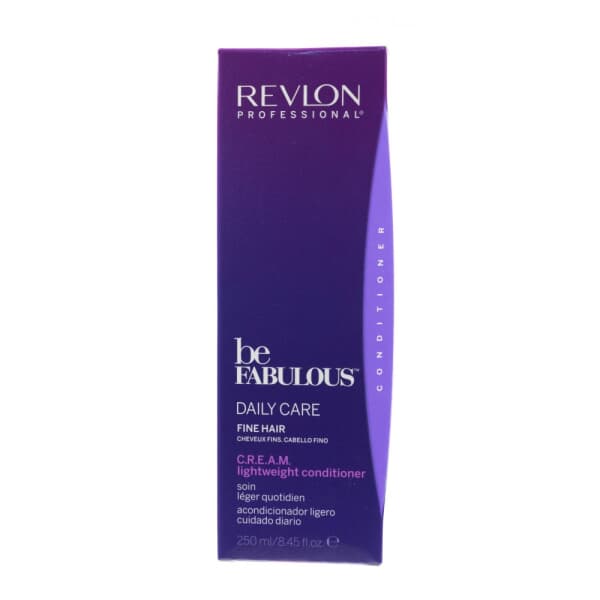 REVLON
PROFESSIONAL®
CONDITIONER
be
FABULOUS™
DAILY CARE
FINE HAIR
CHEVEUX FINS. CABELLO FINO
C.R.E.A.M.
lightweight conditioner
soin
léger quotidien
acondicionador ligero
cuidado diario
250 ml/8.45 fl.oz. ℮